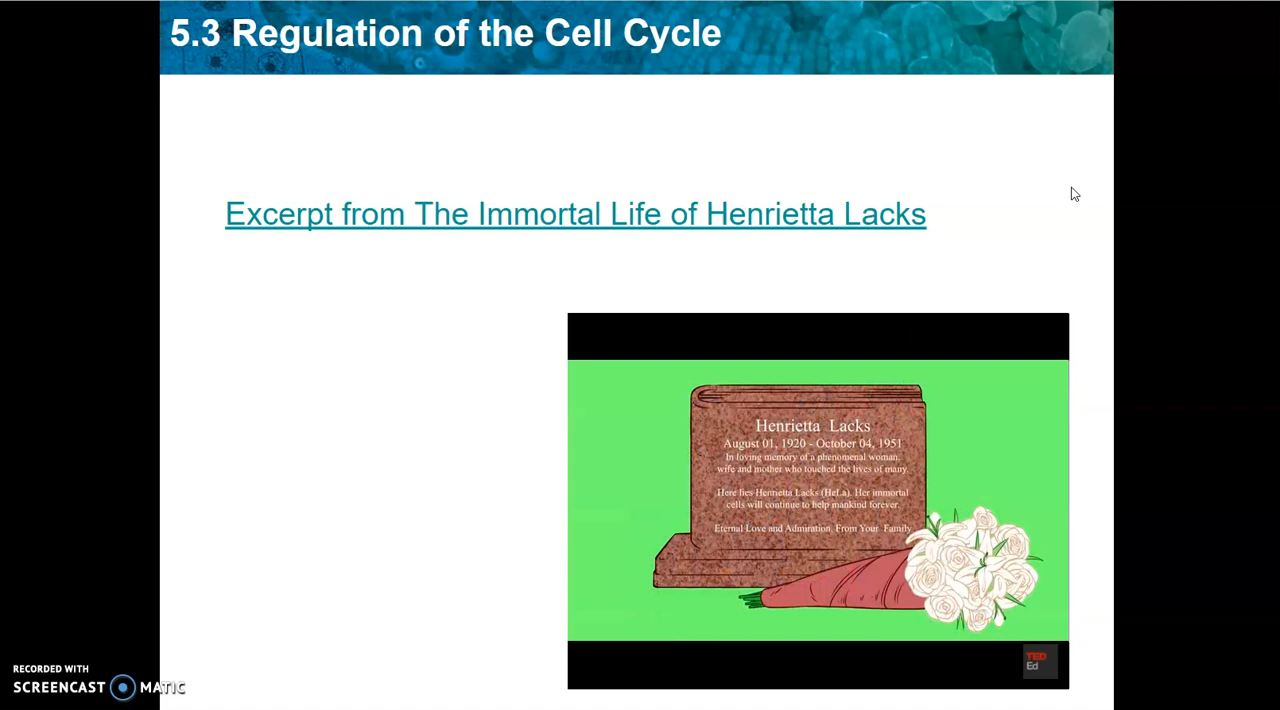 5.3 Regulation of the Cell Cycle
Excerpt from The Immortal Life of Henrietta Lacks
Henrietta Lacks
August 01, 1920 - October 04, 1951
In loving memory of a phenomenal woman,
wife and mother who touched the lives of many.
Here lies Henrietta Lacks (HeLa). Her immortal
cells will continue to help mankind forever.
Eternal Love and Admiration, From Your Family
TED
Ed
RECORDED WITH
SCREENCAST MATIC